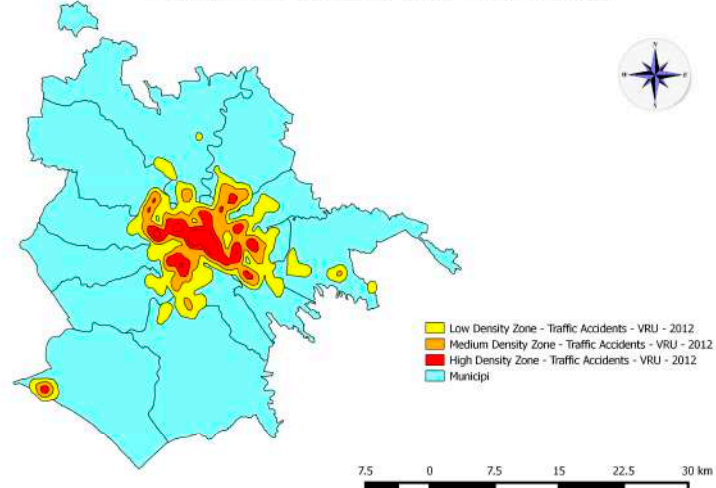 N
O E
S
Low Density Zone - Traffic Accidents - VRU - 2012
Medium Density Zone - Traffic Accidents - VRU - 2012
High Density Zone - Traffic Accidents - VRU - 2012
Municipi
7.5 0 7.5 15 22.5 30 km